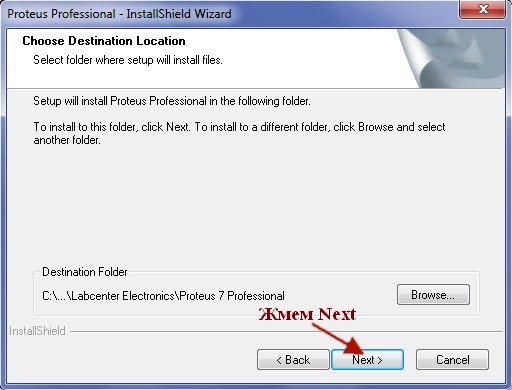 Proteus Professional - InstallShield Wizard
Choose Destination Location
Select folder where setup will install files.
Setup will install Proteus Professional in the following folder.
To install to this folder, click Next. To install to a different folder, click Browse and select
another folder.
Destination Folder
C:\...\Labcenter Electronics\Proteus 7 Professional
Browse...
Жмем Next
InstallShield
< Back
Next >
Cancel